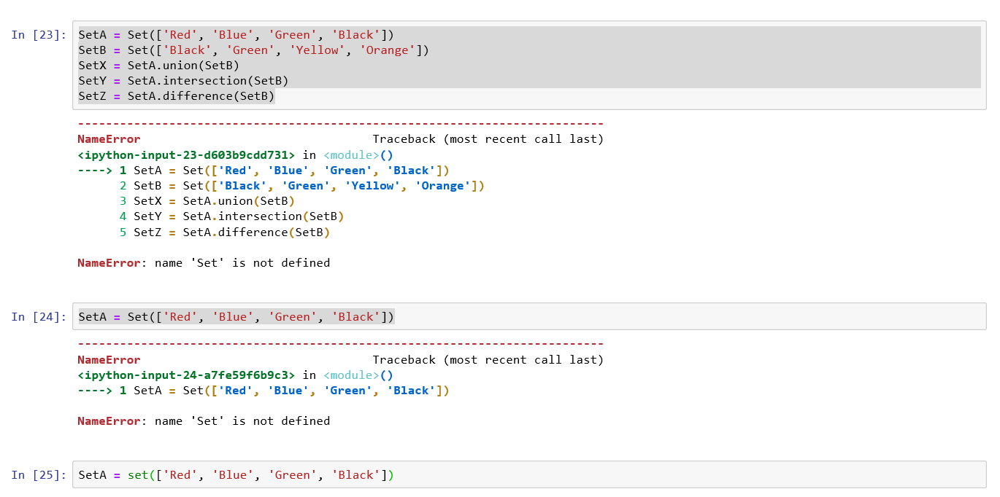 In [23]: SetA = Set(['Red', 'Blue', 'Green', 'Black'])
SetB = Set(['Black', 'Green', 'Yellow', 'Orange'])
SetX = SetA.union(SetB)
SetY = SetA.intersection(SetB)
SetZ = SetA.difference(SetB)
---------------------------------------------------------------------------
NameError                                 Traceback (most recent call last)
<ipython-input-23-d603b9cdd731> in <module>()
----> 1 SetA = Set(['Red', 'Blue', 'Green', 'Black'])
      2 SetB = Set(['Black', 'Green', 'Yellow', 'Orange'])
      3 SetX = SetA.union(SetB)
      4 SetY = SetA.intersection(SetB)
      5 SetZ = SetA.difference(SetB)
NameError: name 'Set' is not defined
In [24]: SetA = Set(['Red', 'Blue', 'Green', 'Black'])
---------------------------------------------------------------------------
NameError                                 Traceback (most recent call last)
<ipython-input-24-a7fe59f6b9c3> in <module>()
----> 1 SetA = Set(['Red', 'Blue', 'Green', 'Black'])
NameError: name 'Set' is not defined
In [25]: SetA = set(['Red', 'Blue', 'Green', 'Black'])